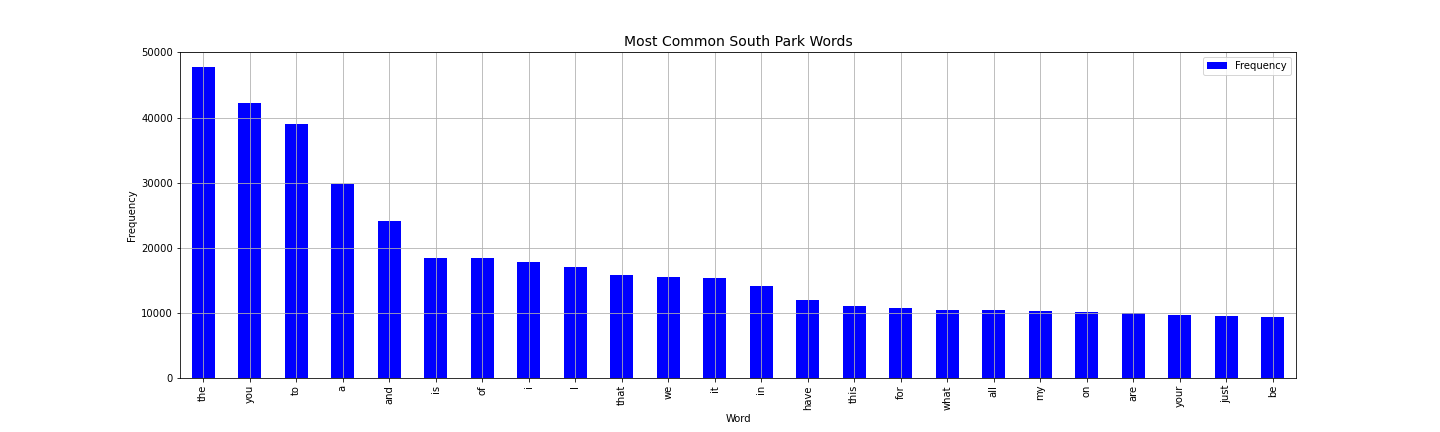 Most Common South Park Words
Frequency
50000
40000
30000
20000
10000
0
Frequency
the
you
to
a
and
is
of
i
I
that
we
it
in
have
this
for
what
all
my
on
are
your
just
be
Word